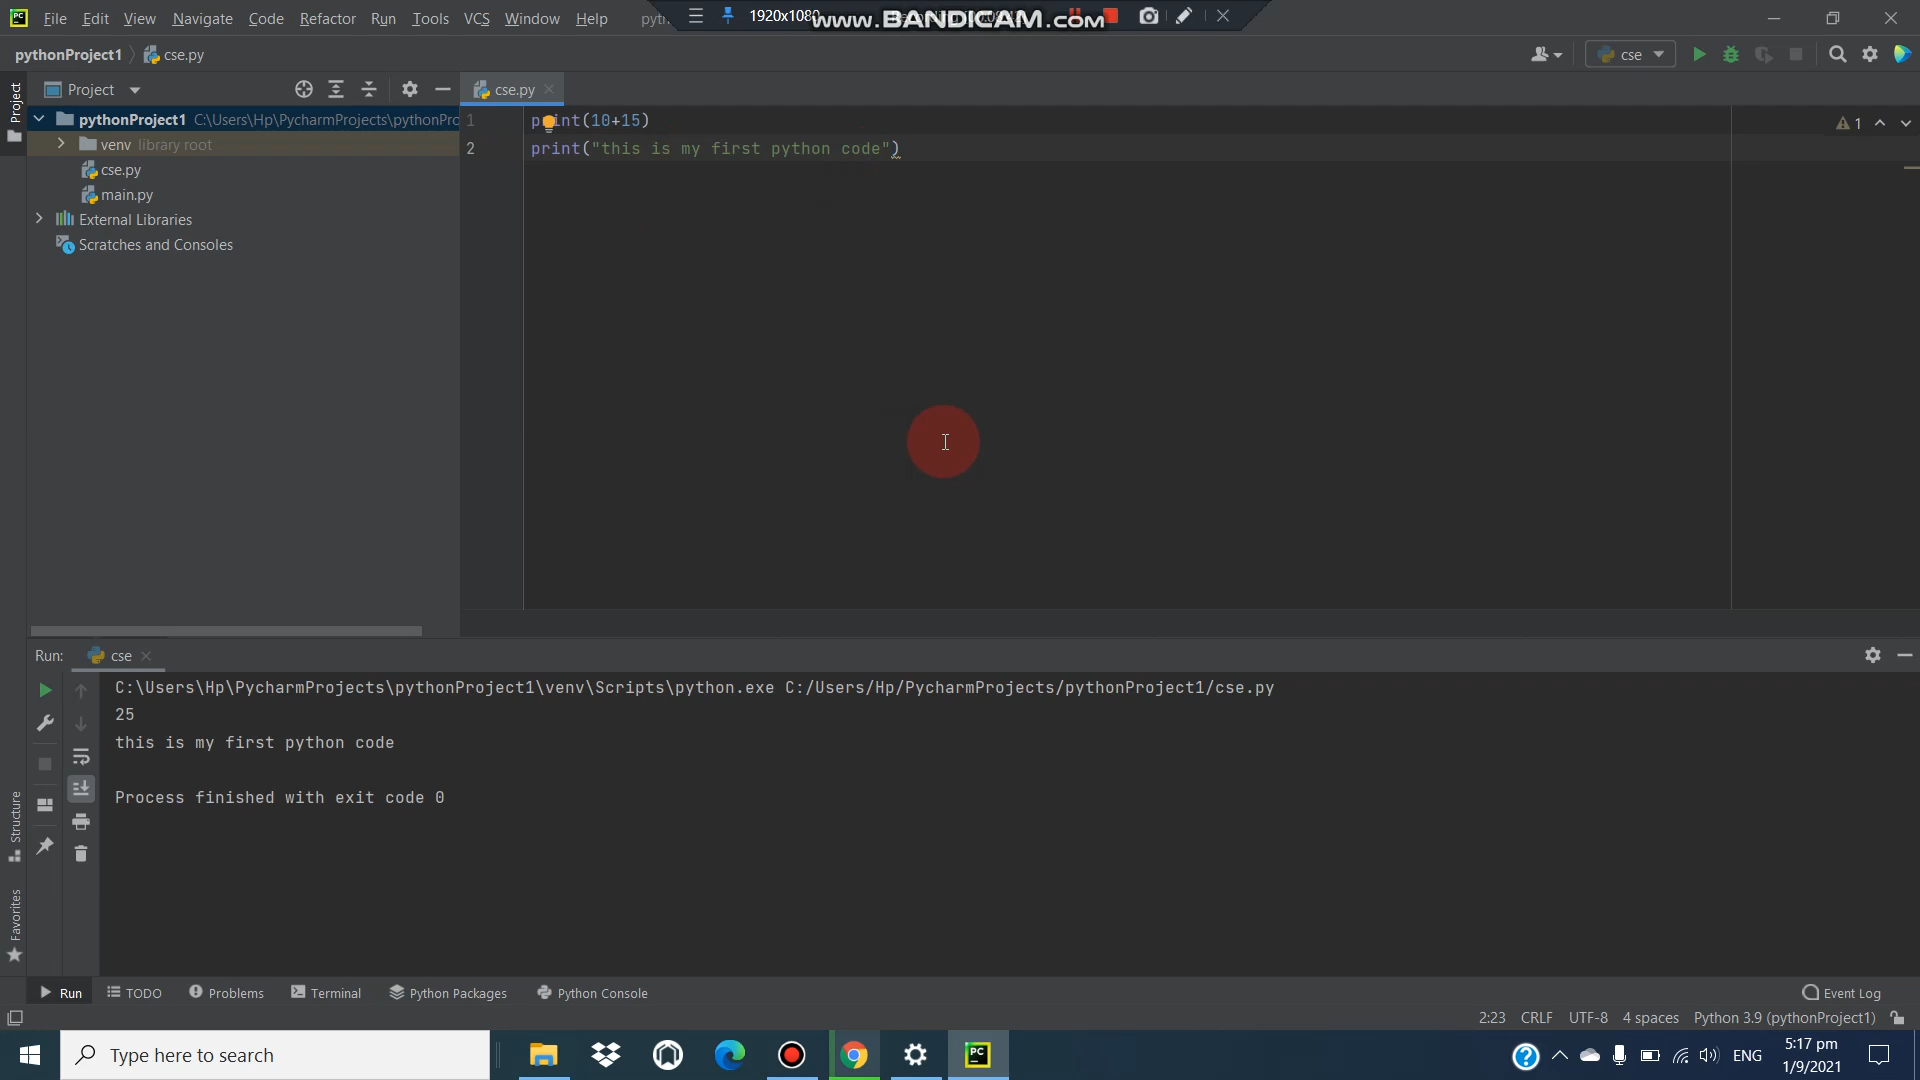 File Edit View Navigate Code Refactor Run Tools VCS Window Help
1920x1080
www.BANDICAM.com
pythonProject1
cse.py
cse
Project
Project
cse.py
pythonProject1 C:\Users\Hp\PycharmProjects\pythonPro
venv library root
cse.py
main.py
External Libraries
Scratches and Consoles
1 print(10+15)
2 print("this is my first python code")
1
Run: cse
C:\Users\Hp\PycharmProjects\pythonProject1\venv\Scripts\python.exe C:/Users/Hp/PycharmProjects/pythonProject1/cse.py
25
this is my first python code
Process finished with exit code 0
Structure
Favorites
Run TODO Problems Terminal Python Packages Python Console Event Log
2:23 CRLF UTF-8 4 spaces Python 3.9 (pythonProject1)
Type here to search
ENG
5:17 pm
1/9/2021